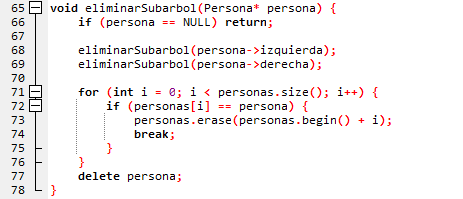 65 void eliminarSubarbol(Persona* persona) {
66     if (persona == NULL) return;
67
68     eliminarSubarbol(persona->izquierda);
69     eliminarSubarbol(persona->derecha);
70
71     for (int i = 0; i < personas.size(); i++) {
72         if (personas[i] == persona) {
73             personas.erase(personas.begin() + i);
74             break;
75         }
76     }
77     delete persona;
78 }